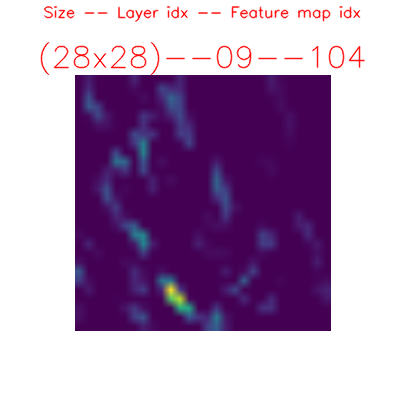 Size -- Layer idx -- Feature map idx
(28x28)--09--104